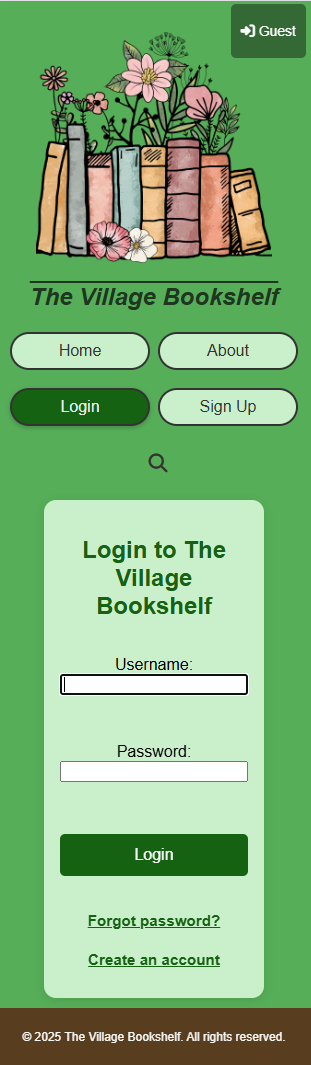 Guest
The Village Bookshelf
Home
About
Login
Sign Up
Login to The
Village
Bookshelf
Username:
Password:
Login
Forgot password?
Create an account
© 2025 The Village Bookshelf. All rights reserved.